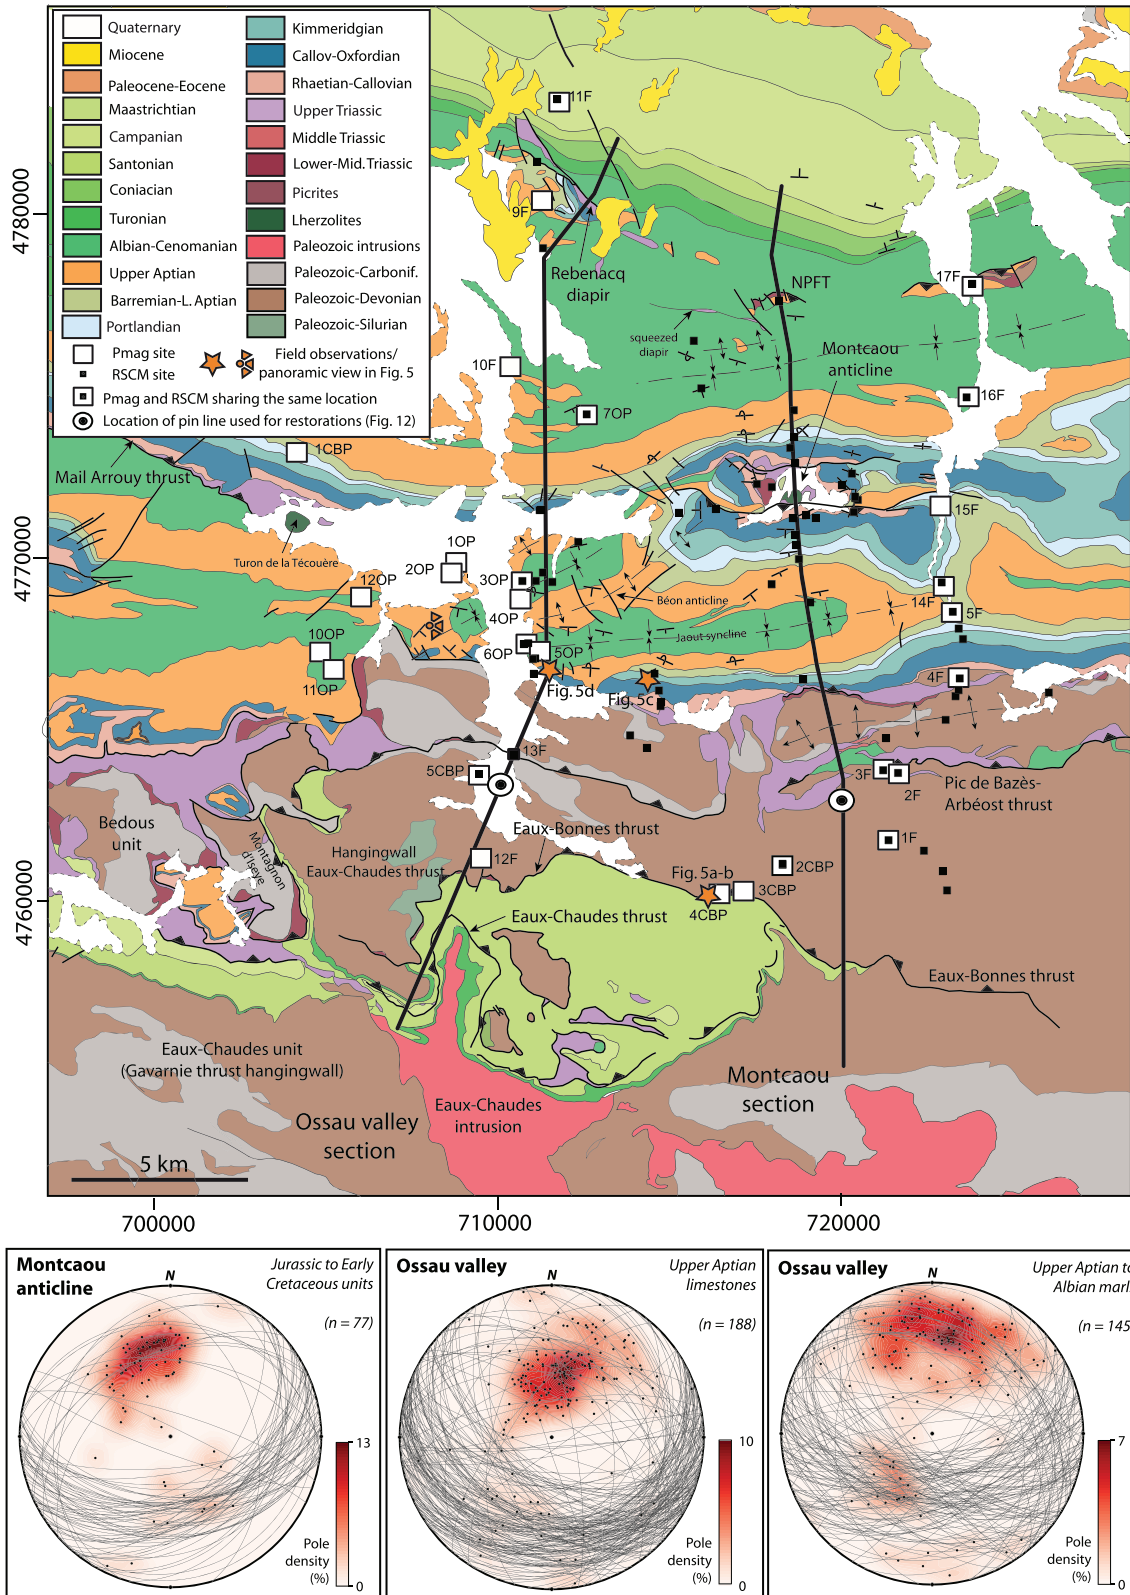 Quaternary
Miocene
Paleocene-Eocene
Maastrichtian
Campanian
Santonian
Coniacian
Turonian
Albian-Cenomanian
Upper Aptian
Barremian-L. Aptian
Portlandian
Kimmeridgian
Callov-Oxfordian
Rhaetian-Callovian
Upper Triassic
Middle Triassic
Lower-Mid. Triassic
Picrites
Lherzolites
Paleozoic intrusions
Paleozoic-Carbonif.
Paleozoic-Devonian
Paleozoic-Silurian
Pmag site
RSCM site
Field observations/
panoramic view in Fig. 5
Pmag and RSCM sharing the same location
Location of pin line used for restorations (Fig. 12)
4780000
4770000
4760000
11F
9F
Rebenacq
diapir
NPFT
17F
squeezed
diapir
Montcaou
anticline
10F
7OP
16F
1CBP
Mail Arrouy thrust
15F
Turon de la Técouère
1OP
2OP
3OP
12OP
4OP
Béon anticline
14F
5F
Jaout syncline
10OP
6OP
5OP
11OP
Fig. 5d
Fig. 5c
4F
13F
5CBP
3F
2F
Pic de Bazès-
Arbéost thrust
Bedous
unit
Montagnon
d'Iseye
Hangingwall
Eaux-Chaudes thrust
Eaux-Bonnes thrust
12F
1F
2CBP
Fig. 5a-b
3CBP
4CBP
Eaux-Chaudes thrust
Eaux-Bonnes thrust
Eaux-Chaudes unit
(Gavarnie thrust hangingwall)
Ossau valley
section
Eaux-Chaudes
intrusion
Montcaou
section
5 km
700000
710000
720000
Montcaou
anticline
N
Jurassic to Early
Cretaceous units
(n = 77)
13
Pole
density
(%)
0
Ossau valley
N
Upper Aptian
limestones
(n = 188)
10
Pole
density
(%)
0
Ossau valley
N
Upper Aptian to
Albian marl
(n = 145
7
Pole
density
(%)
0